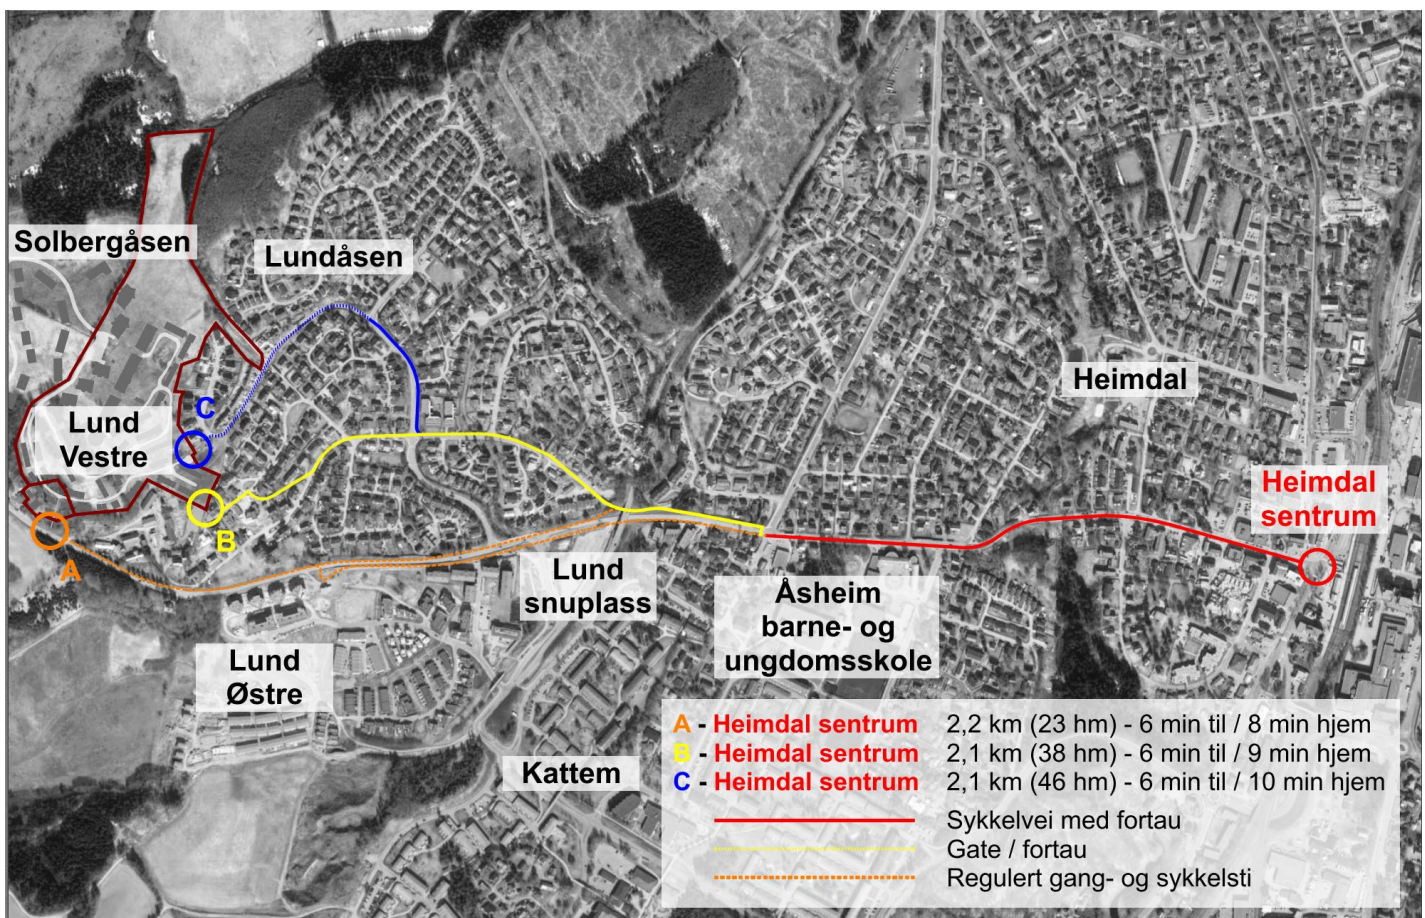 Solbergåsen
Lundåsen
Heimdal
C
Lund
Vestre
Heimdal
sentrum
B
A
Lund
snuplass
Åsheim
barne- og
ungdomsskole
Lund
Østre
Kattem
A - Heimdal sentrum 2,2 km (23 hm) - 6 min til / 8 min hjem
B - Heimdal sentrum 2,1 km (38 hm) - 6 min til / 9 min hjem
C - Heimdal sentrum 2,1 km (46 hm) - 6 min til / 10 min hjem
Sykkelvei med fortau
Gate / fortau
Regulert gang- og sykkelsti